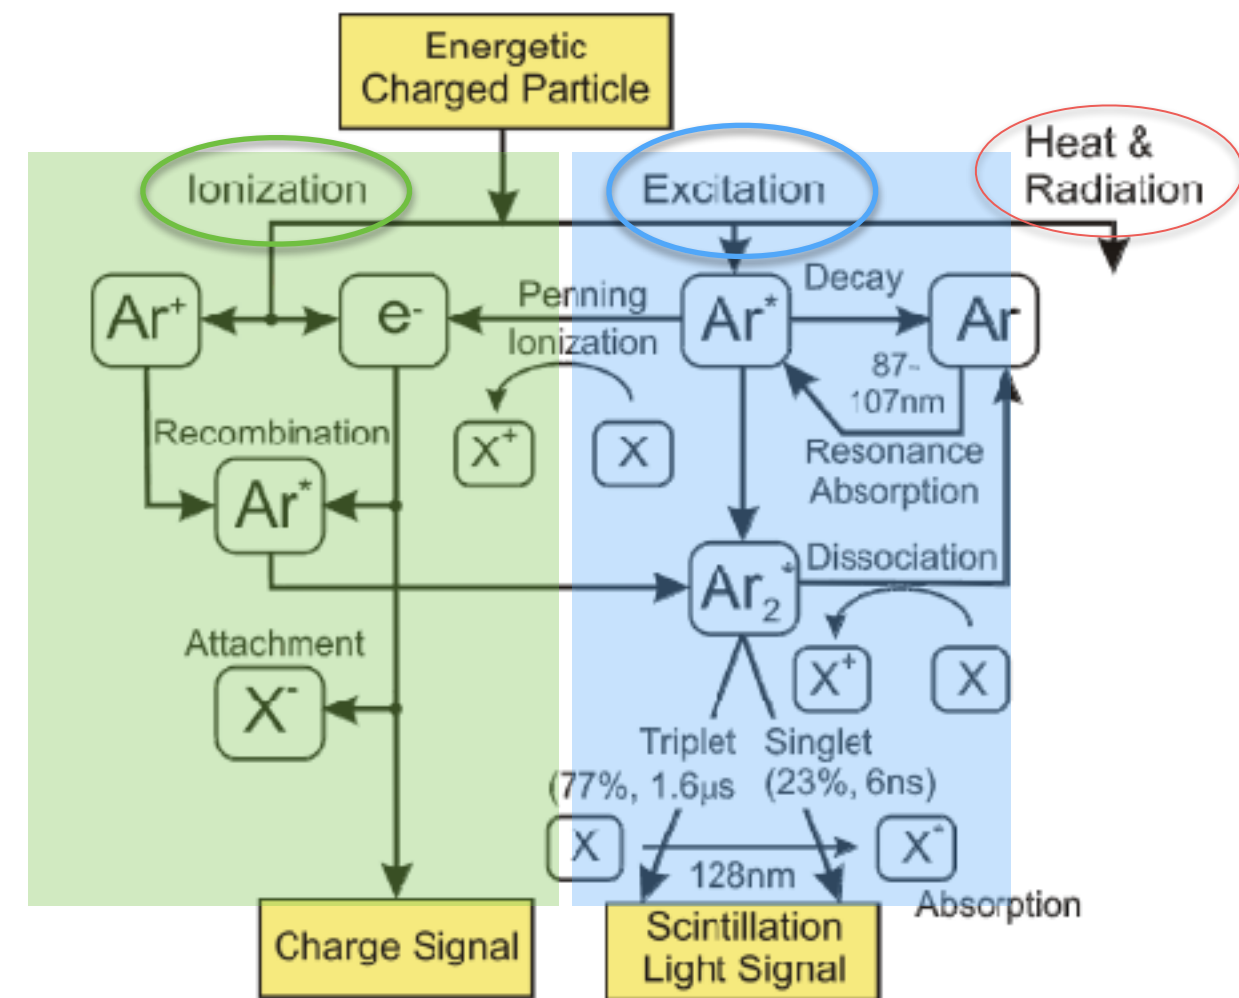 Energetic
Charged Particle
Ionization
Excitation
Heat &
Radiation
Ar+
e-
Penning
Ionization
Ar*
Decay
Ar
87-
107nm
Resonance
Absorption
X+
X
Recombination
Ar*
Ar2*
Dissociation
X+
X
Attachment
X-
Triplet
(77%, 1.6µs
Singlet
(23%, 6ns)
X
128nm
X*
Absorption
Charge Signal
Scintillation
Light Signal